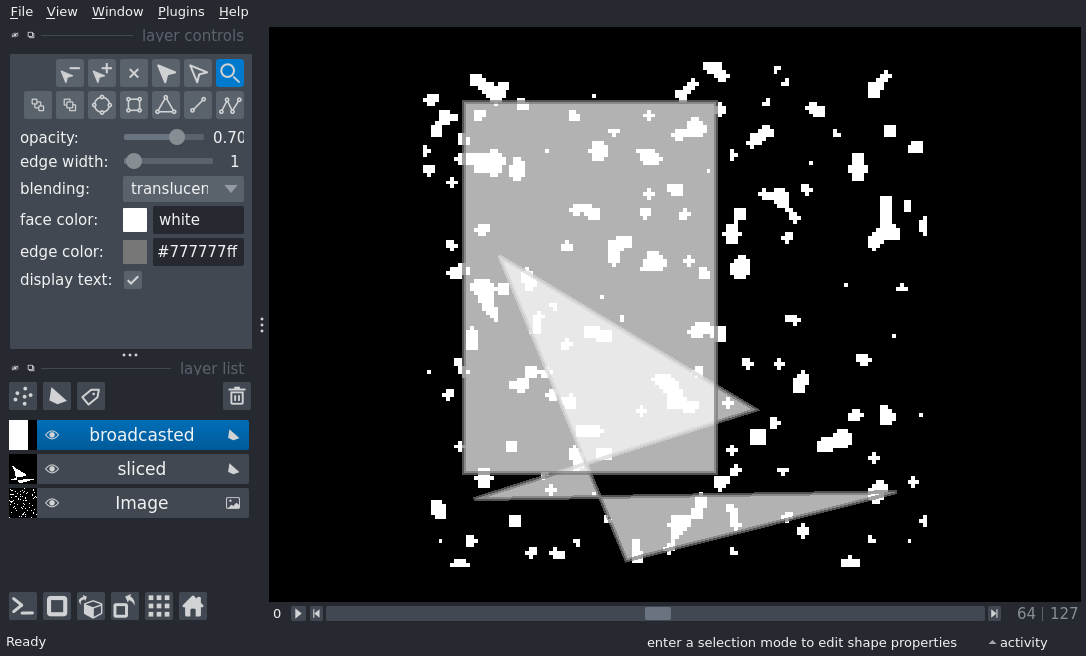 File View Window Plugins Help
layer controls
opacity: 0.70
edge width: 1
blending: translucen
face color: white
edge color: #777777ff
display text:
layer list
broadcasted
sliced
Image
0 64 | 127
Ready enter a selection mode to edit shape properties activity